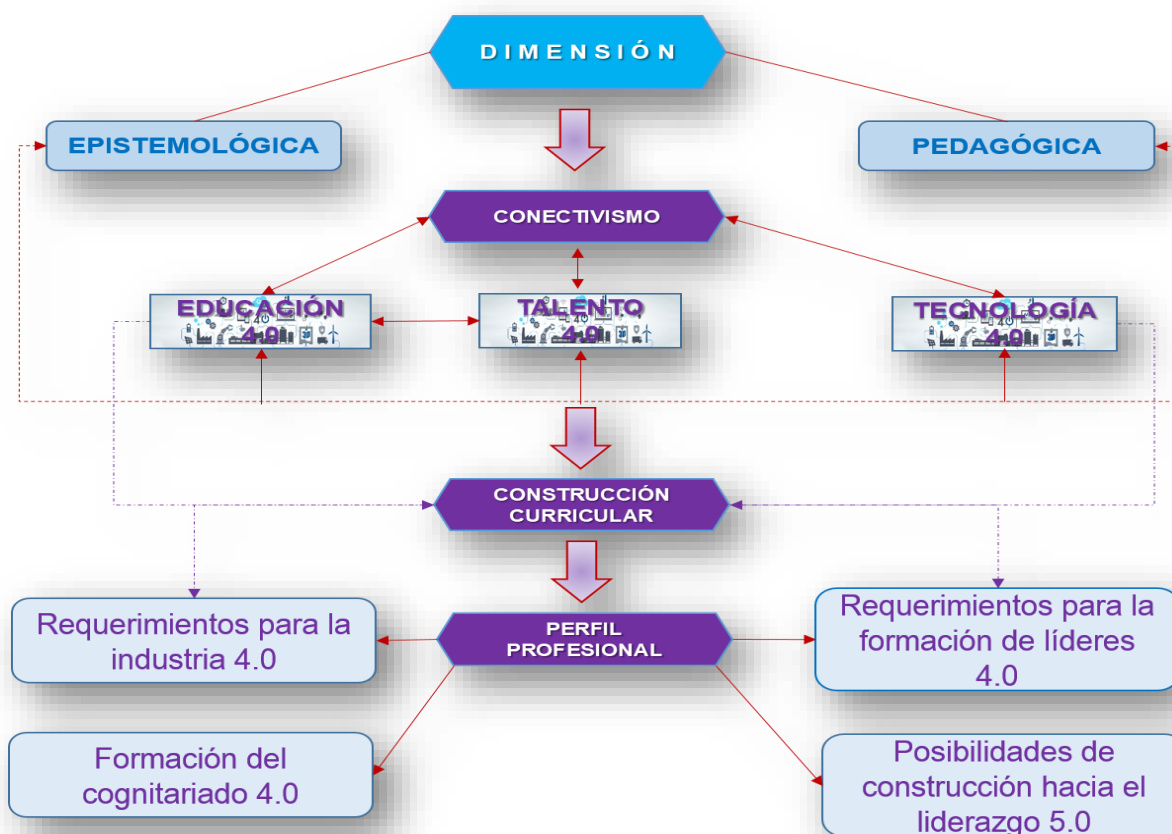 DIMENSIÓN
EPISTEMOLÓGICA
PEDAGÓGICA
CONECTIVISMO
EDUCACIÓN
4.0
TALENTO
4.0
TECNOLOGÍA
4.0
CONSTRUCCIÓN
CURRICULAR
PERFIL
PROFESIONAL
Requerimientos para la
industria 4.0
Requerimientos para la
formación de líderes
4.0
Formación del
cognitariado 4.0
Posibilidades de
construcción hacia el
liderazgo 5.0